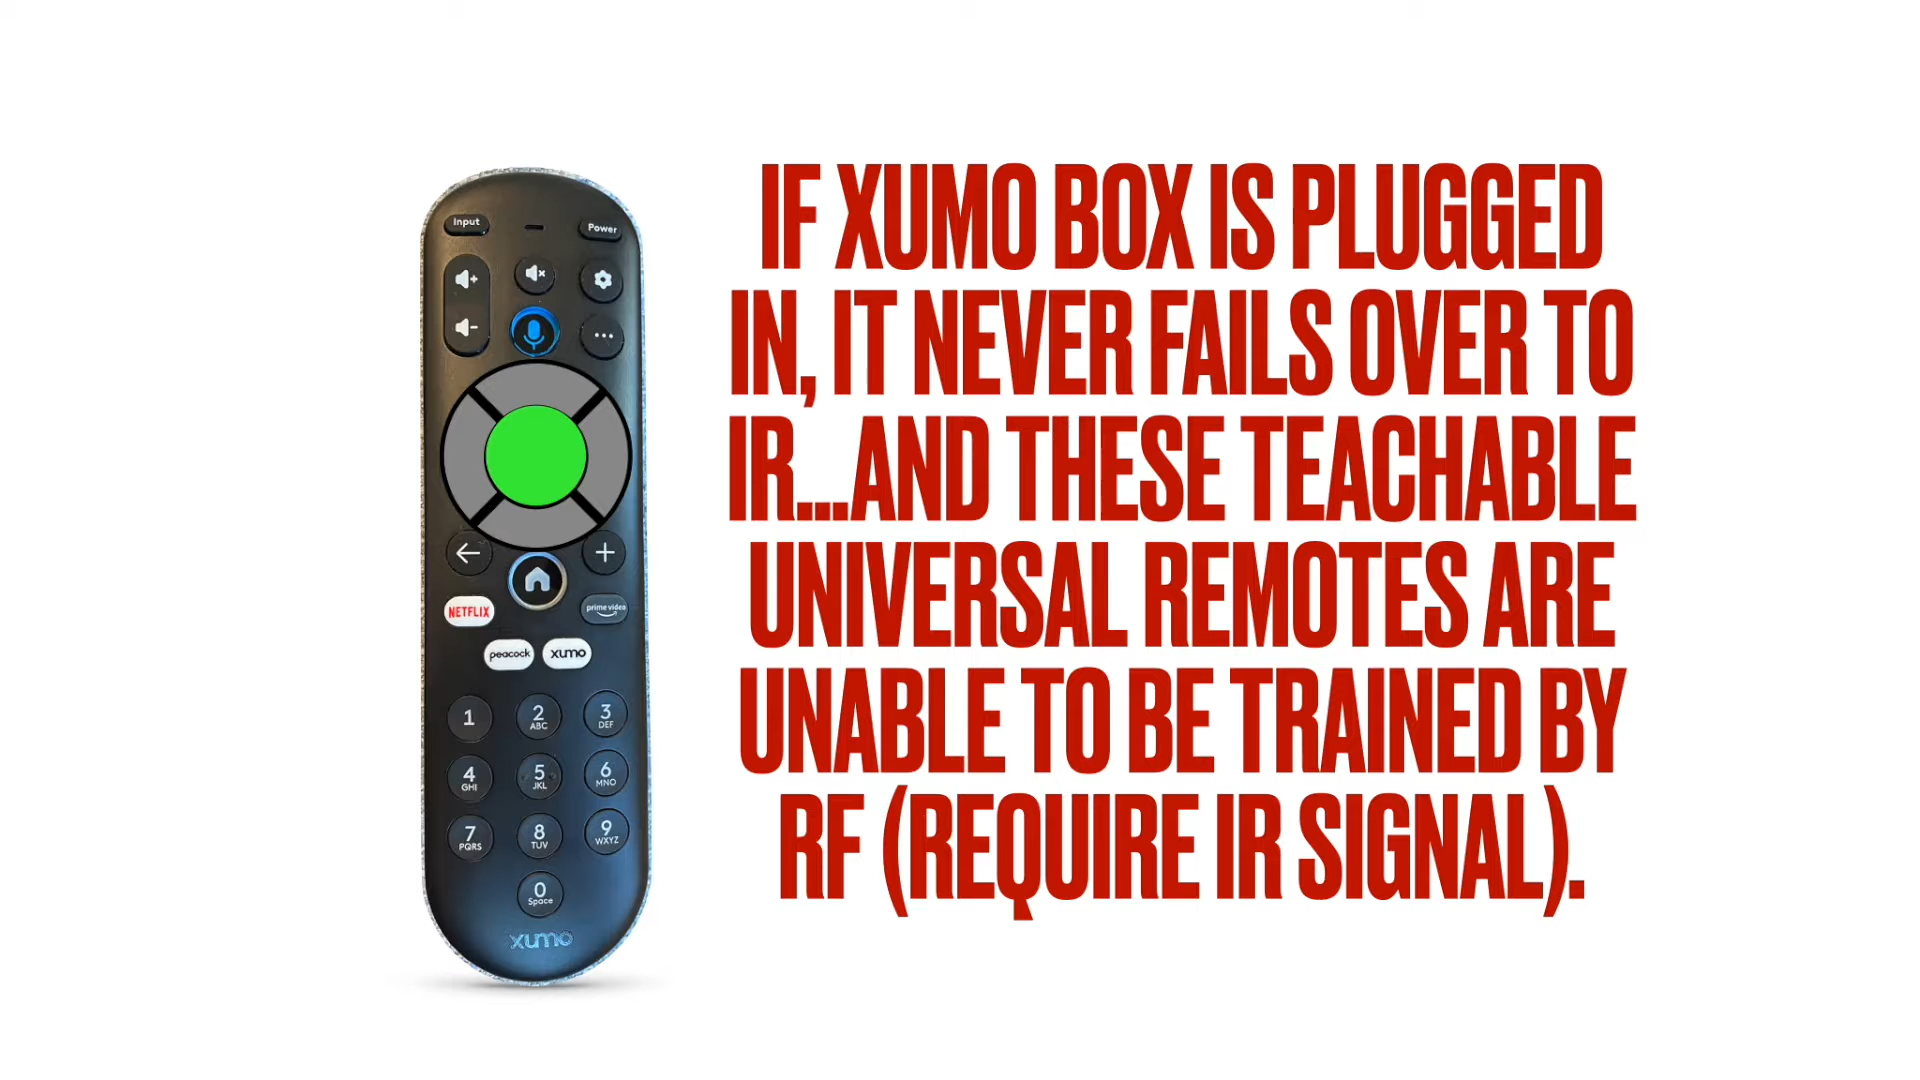 IF XUMO BOX IS PLUGGED
IN, IT NEVER FAILS OVER TO
IR...AND THESE TEACHABLE
UNIVERSAL REMOTES ARE
UNABLE TO BE TRAINED BY
RF (REQUIRE IR SIGNAL).
Input
Power
NETFLIX
prime video
peacock
xumo
1
2
ABC
3
DEF
4
GHI
5
JKL
6
MNO
7
PQRS
8
TUV
9
WXYZ
0
Space
xumo